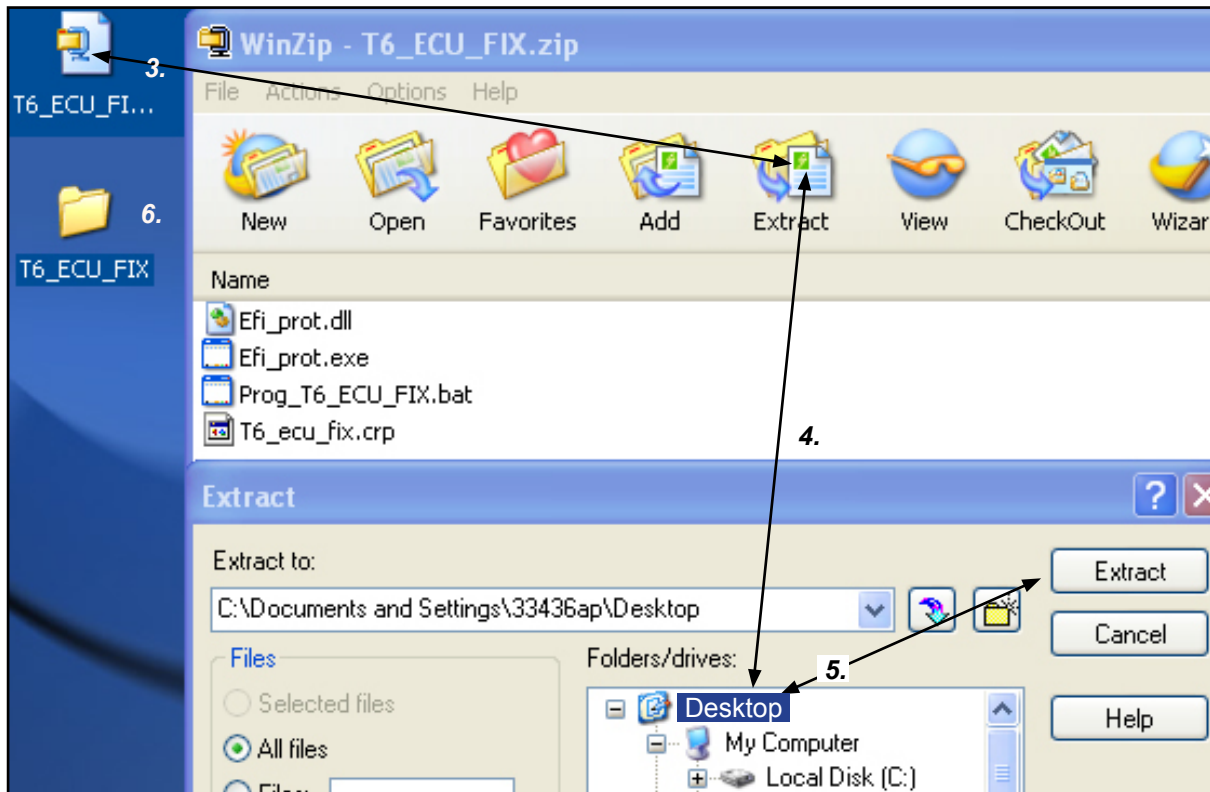 3.
T6_ECU_FI...
6.
T6_ECU_FIX
WinZip - T6_ECU_FIX.zip
File Actions Options Help
New Open Favorites Add Extract View CheckOut Wizar
Name
Efi_prot.dll
Efi_prot.exe
Prog_T6_ECU_FIX.bat
T6_ecu_fix.crp
4.
Extract
Extract to:
C:\Documents and Settings\33436ap\Desktop
Extract
Cancel
Help
Files
Selected files
All files
Files:
Folders/drives:
5.
Desktop
My Computer
Local Disk (C:)